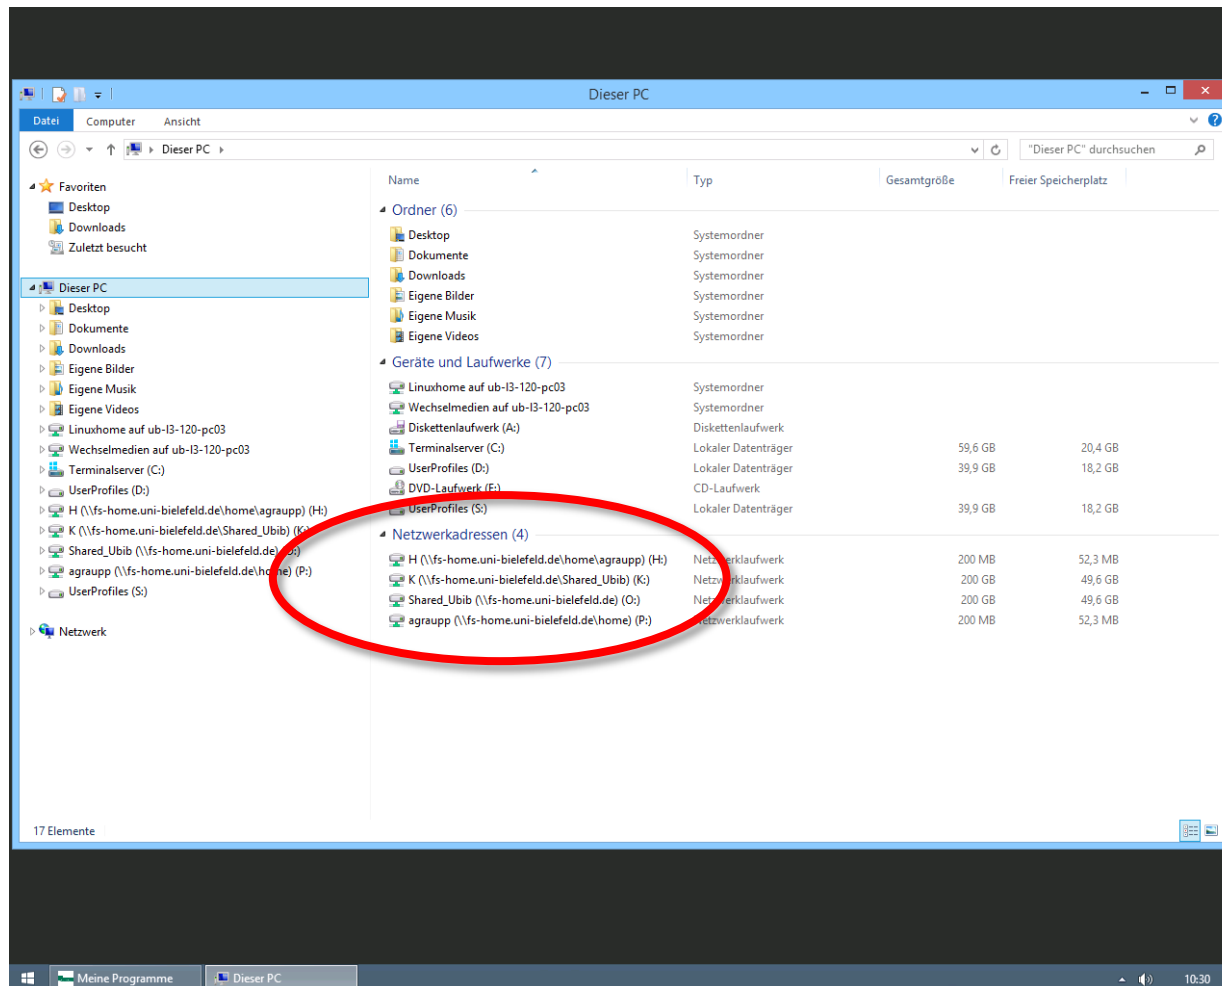 Dieser PC
Datei Computer Ansicht
Dieser PC "Dieser PC" durchsuchen
Favoriten
Desktop
Downloads
Zuletzt besucht
Dieser PC
Desktop
Dokumente
Downloads
Eigene Bilder
Eigene Musik
Eigene Videos
Linuxhome auf ub-l3-120-pc03
Wechselmedien auf ub-l3-120-pc03
Terminalserver (C:)
UserProfiles (D:)
H (\\fs-home.uni-bielefeld.de\home\agraupp) (H:)
K (\\fs-home.uni-bielefeld.de\Shared_Ubib) (K:)
Shared_Ubib (\\fs-home.uni-bielefeld.de) (O:)
agraupp (\\fs-home.uni-bielefeld.de\home) (P:)
UserProfiles (S:)
Netzwerk
Name Typ Gesamtgröße Freier Speicherplatz
Ordner (6)
Desktop Systemordner
Dokumente Systemordner
Downloads Systemordner
Eigene Bilder Systemordner
Eigene Musik Systemordner
Eigene Videos Systemordner
Geräte und Laufwerke (7)
Linuxhome auf ub-l3-120-pc03 Systemordner
Wechselmedien auf ub-l3-120-pc03 Systemordner
Diskettenlaufwerk (A:) Diskettenlaufwerk
Terminalserver (C:) Lokaler Datenträger 59,6 GB 20,4 GB
UserProfiles (D:) Lokaler Datenträger 39,9 GB 18,2 GB
DVD-Laufwerk (E:) CD-Laufwerk
UserProfiles (S:) Lokaler Datenträger 39,9 GB 18,2 GB
Netzwerkadressen (4)
H (\\fs-home.uni-bielefeld.de\home\agraupp) (H:) Netzwerklaufwerk 200 MB 52,3 MB
K (\\fs-home.uni-bielefeld.de\Shared_Ubib) (K:) Netzwerklaufwerk 200 GB 49,6 GB
Shared_Ubib (\\fs-home.uni-bielefeld.de) (O:) Netzwerklaufwerk 200 GB 49,6 GB
agraupp (\\fs-home.uni-bielefeld.de\home) (P:) Netzwerklaufwerk 200 MB 52,3 MB
17 Elemente
Meine Programme Dieser PC 10:30